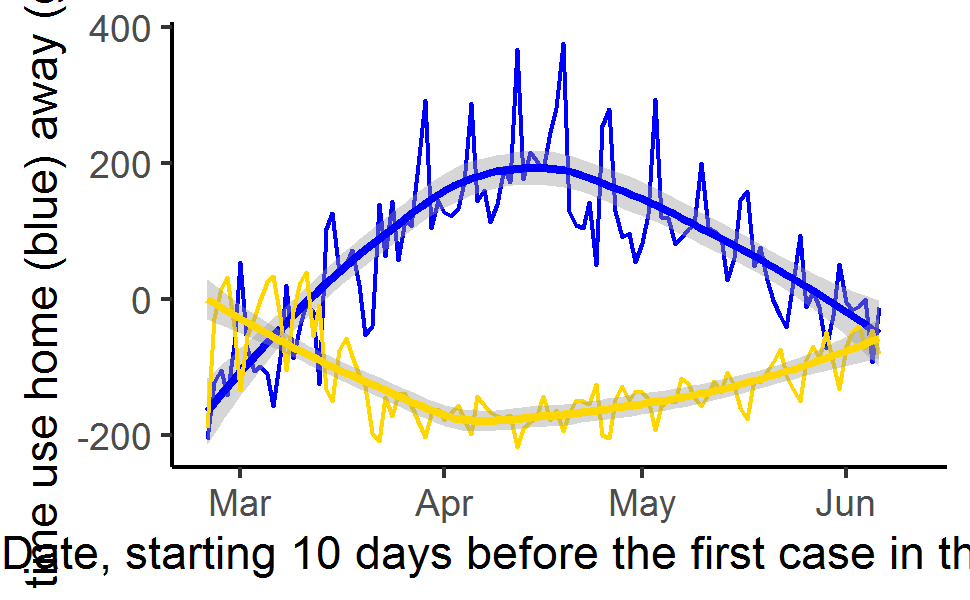 time use home (blue) away (
400
200
0
-200
Mar Apr May Jun
Date, starting 10 days before the first case in th